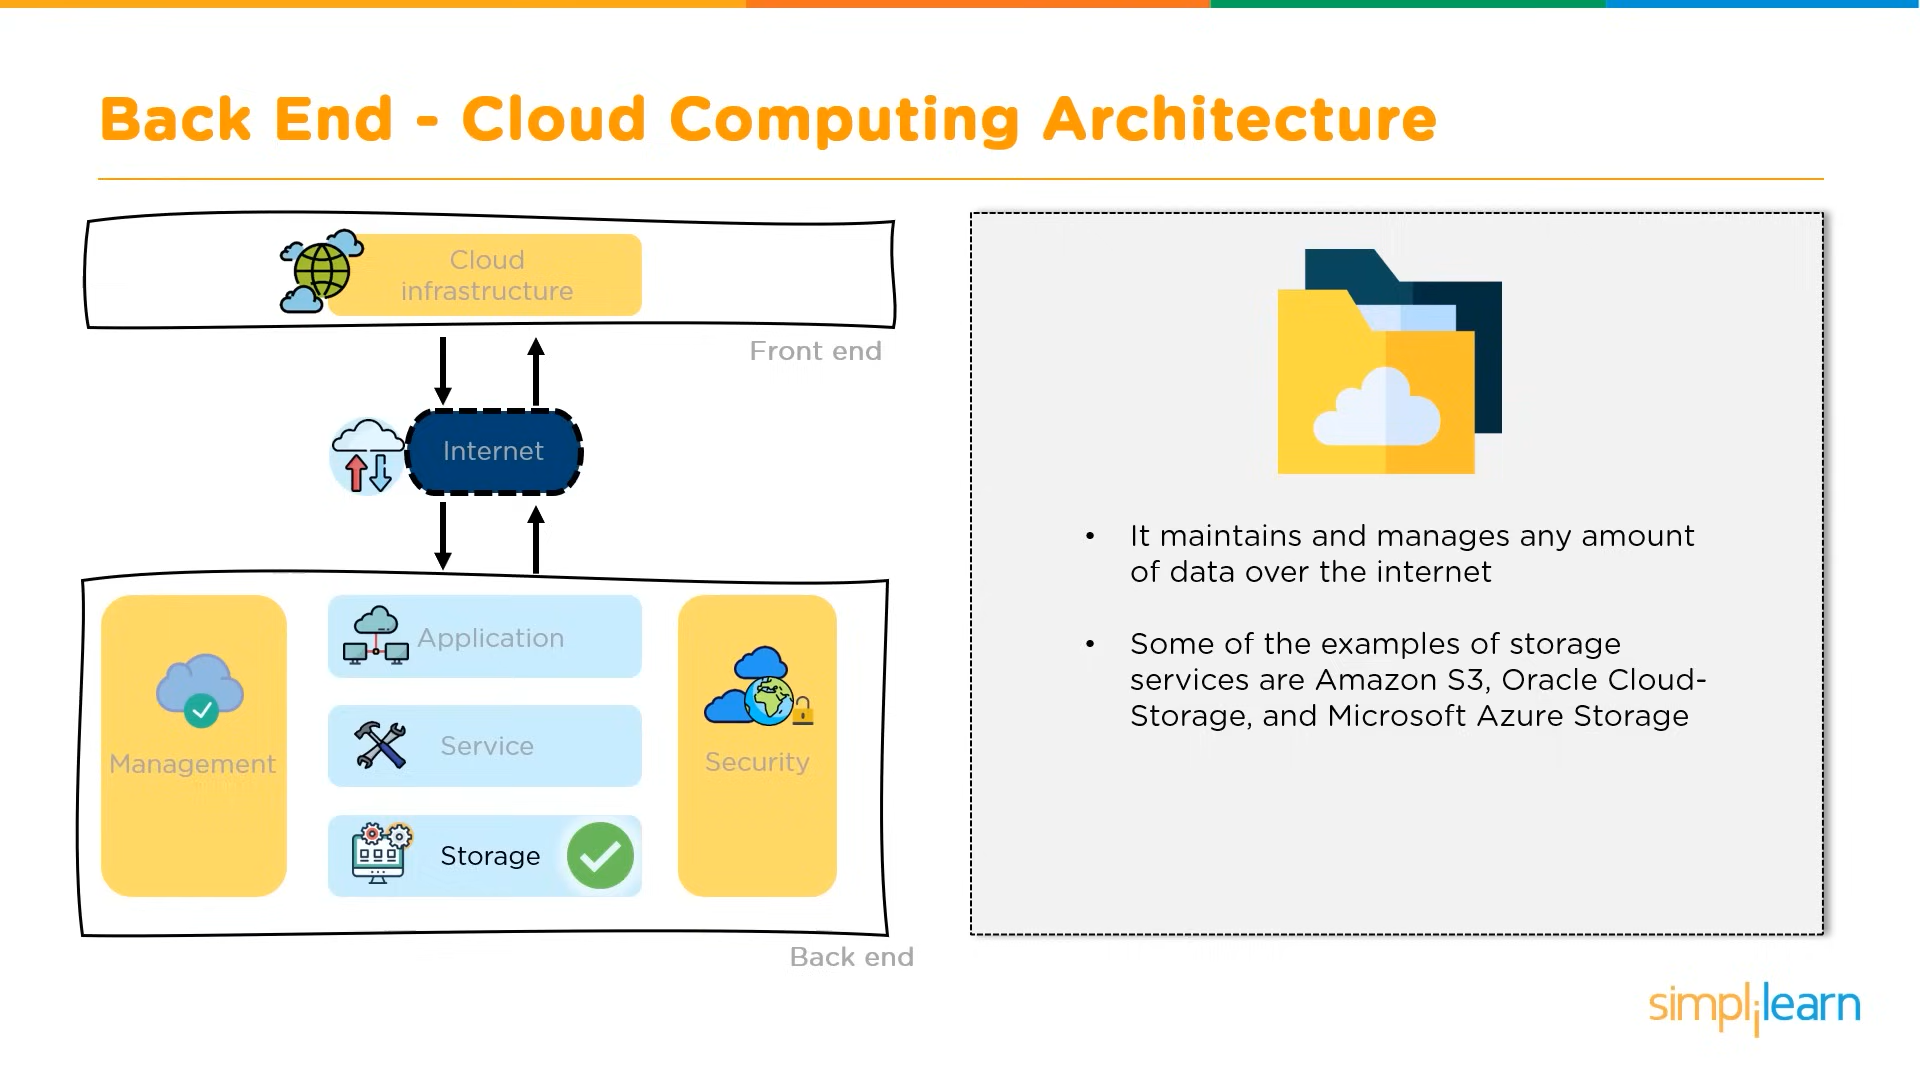 Back End - Cloud Computing Architecture
Cloud
infrastructure
Front end
Internet
Application
Management
Service
Security
Storage
Back end
• It maintains and manages any amount
of data over the internet
• Some of the examples of storage
services are Amazon S3, Oracle Cloud-
Storage, and Microsoft Azure Storage
simplilearn